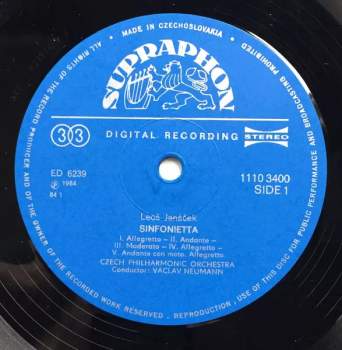 MADE IN CZECHOSLOVAKIA
ALL RIGHTS OF THE RECORD PRODUCER AND OF THE OWNER OF THE RECORDED WORK RESERVED . REPRODUCTION , USE OF THIS RECORD FOR PUBLIC PERFORMANCE AND BROADCASTING PROHIBITED
SUPRAPHON
33
DIGITAL RECORDING
STEREO
ED 6239
℗ 1984
84 1
1110 3400
SIDE 1
Leoš Janáček
SINFONIETTA
I. Allegretto – II. Andante –
III. Moderato – IV. Allegretto –
V. Andante con moto. Allegretto
CZECH PHILHARMONIC ORCHESTRA
Conductor: VÁCLAV NEUMANN